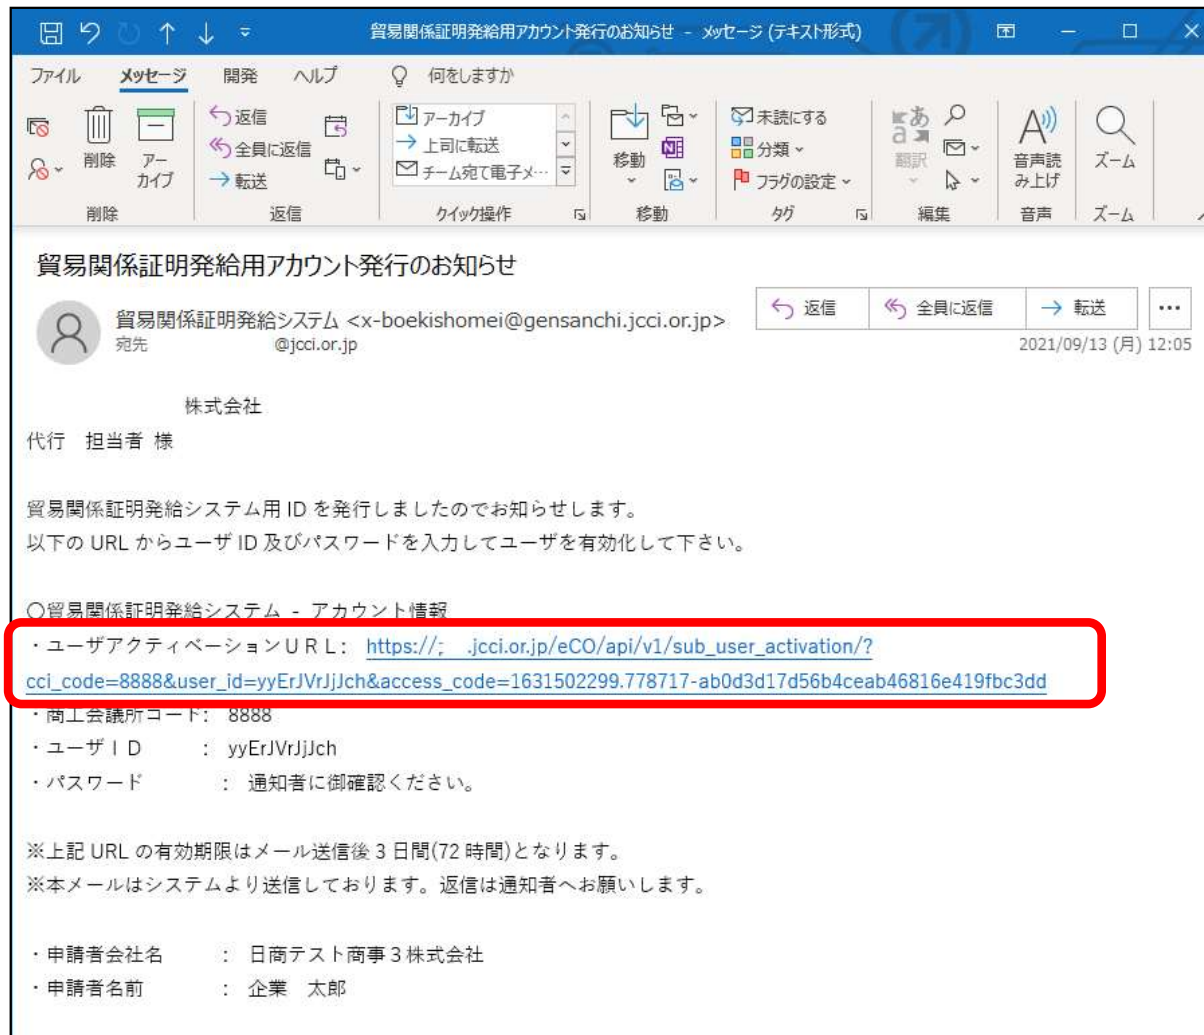 貿易関係証明発給用アカウント発行のお知らせ - メッセージ (テキスト形式)
ファイル メッセージ 開発 ヘルプ 何をしますか
削除
アーカイブ
返信
全員に返信
転送
アーカイブ
上司に転送
チーム宛て電子メ…
移動
未読にする
分類
フラグの設定
翻訳
音声読み上げ
ズーム
削除 返信 クイック操作 移動 タグ 編集 音声 ズーム
貿易関係証明発給用アカウント発行のお知らせ
貿易関係証明発給システム <x-boekishomei@gensanchi.jcci.or.jp>
返信 全員に返信 転送 …
宛先 @jcci.or.jp
2021/09/13 (月) 12:05
株式会社
代行 担当者 様
貿易関係証明発給システム用 ID を発行しましたのでお知らせします。
以下の URL からユーザ ID 及びパスワードを入力してユーザを有効化して下さい。
〇貿易関係証明発給システム - アカウント情報
・ユーザアクティベーションＵＲＬ: https://; .jcci.or.jp/eCO/api/v1/sub_user_activation/?
cci_code=8888&user_id=yyErJVrJjJch&access_code=1631502299.778717-ab0d3d17d56b4ceab46816e419fbc3dd
・商工会議所コード: 8888
・ユーザＩＤ : yyErJVrJjJch
・パスワード : 通知者に御確認ください。
※上記 URL の有効期限はメール送信後 3 日間(72 時間)となります。
※本メールはシステムより送信しております。返信は通知者へお願いします。
・申請者会社名 : 日商テスト商事３株式会社
・申請者名前 : 企業 太郎